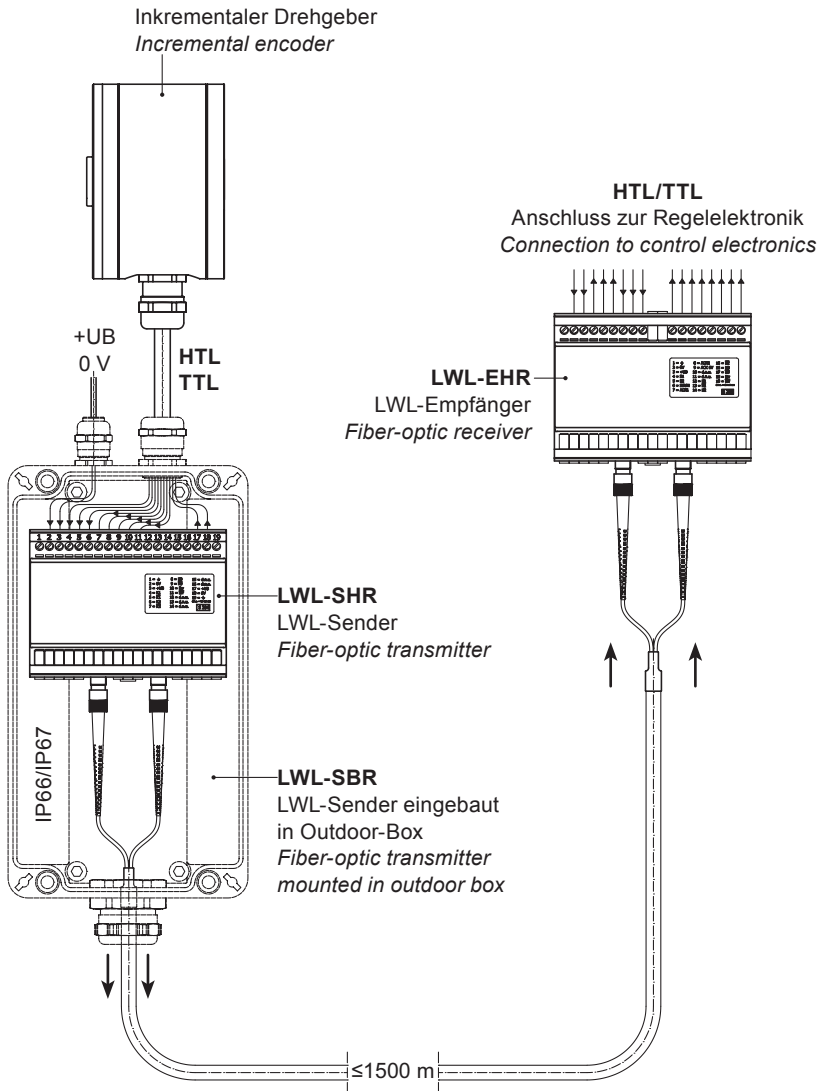 Inkrementaler Drehgeber
Incremental encoder
HTL/TTL
Anschluss zur Regelelektronik
Connection to control electronics
+UB
0 V
HTL
TTL
LWL-EHR
LWL-Empfänger
Fiber-optic receiver
1 2 3 4 5 6 7 8 9 10 11 12 13 14 15 16 17 18 19
LWL-SHR
LWL-Sender
Fiber-optic transmitter
IP66/IP67
LWL-SBR
LWL-Sender eingebaut
in Outdoor-Box
Fiber-optic transmitter
mounted in outdoor box
≤1500 m